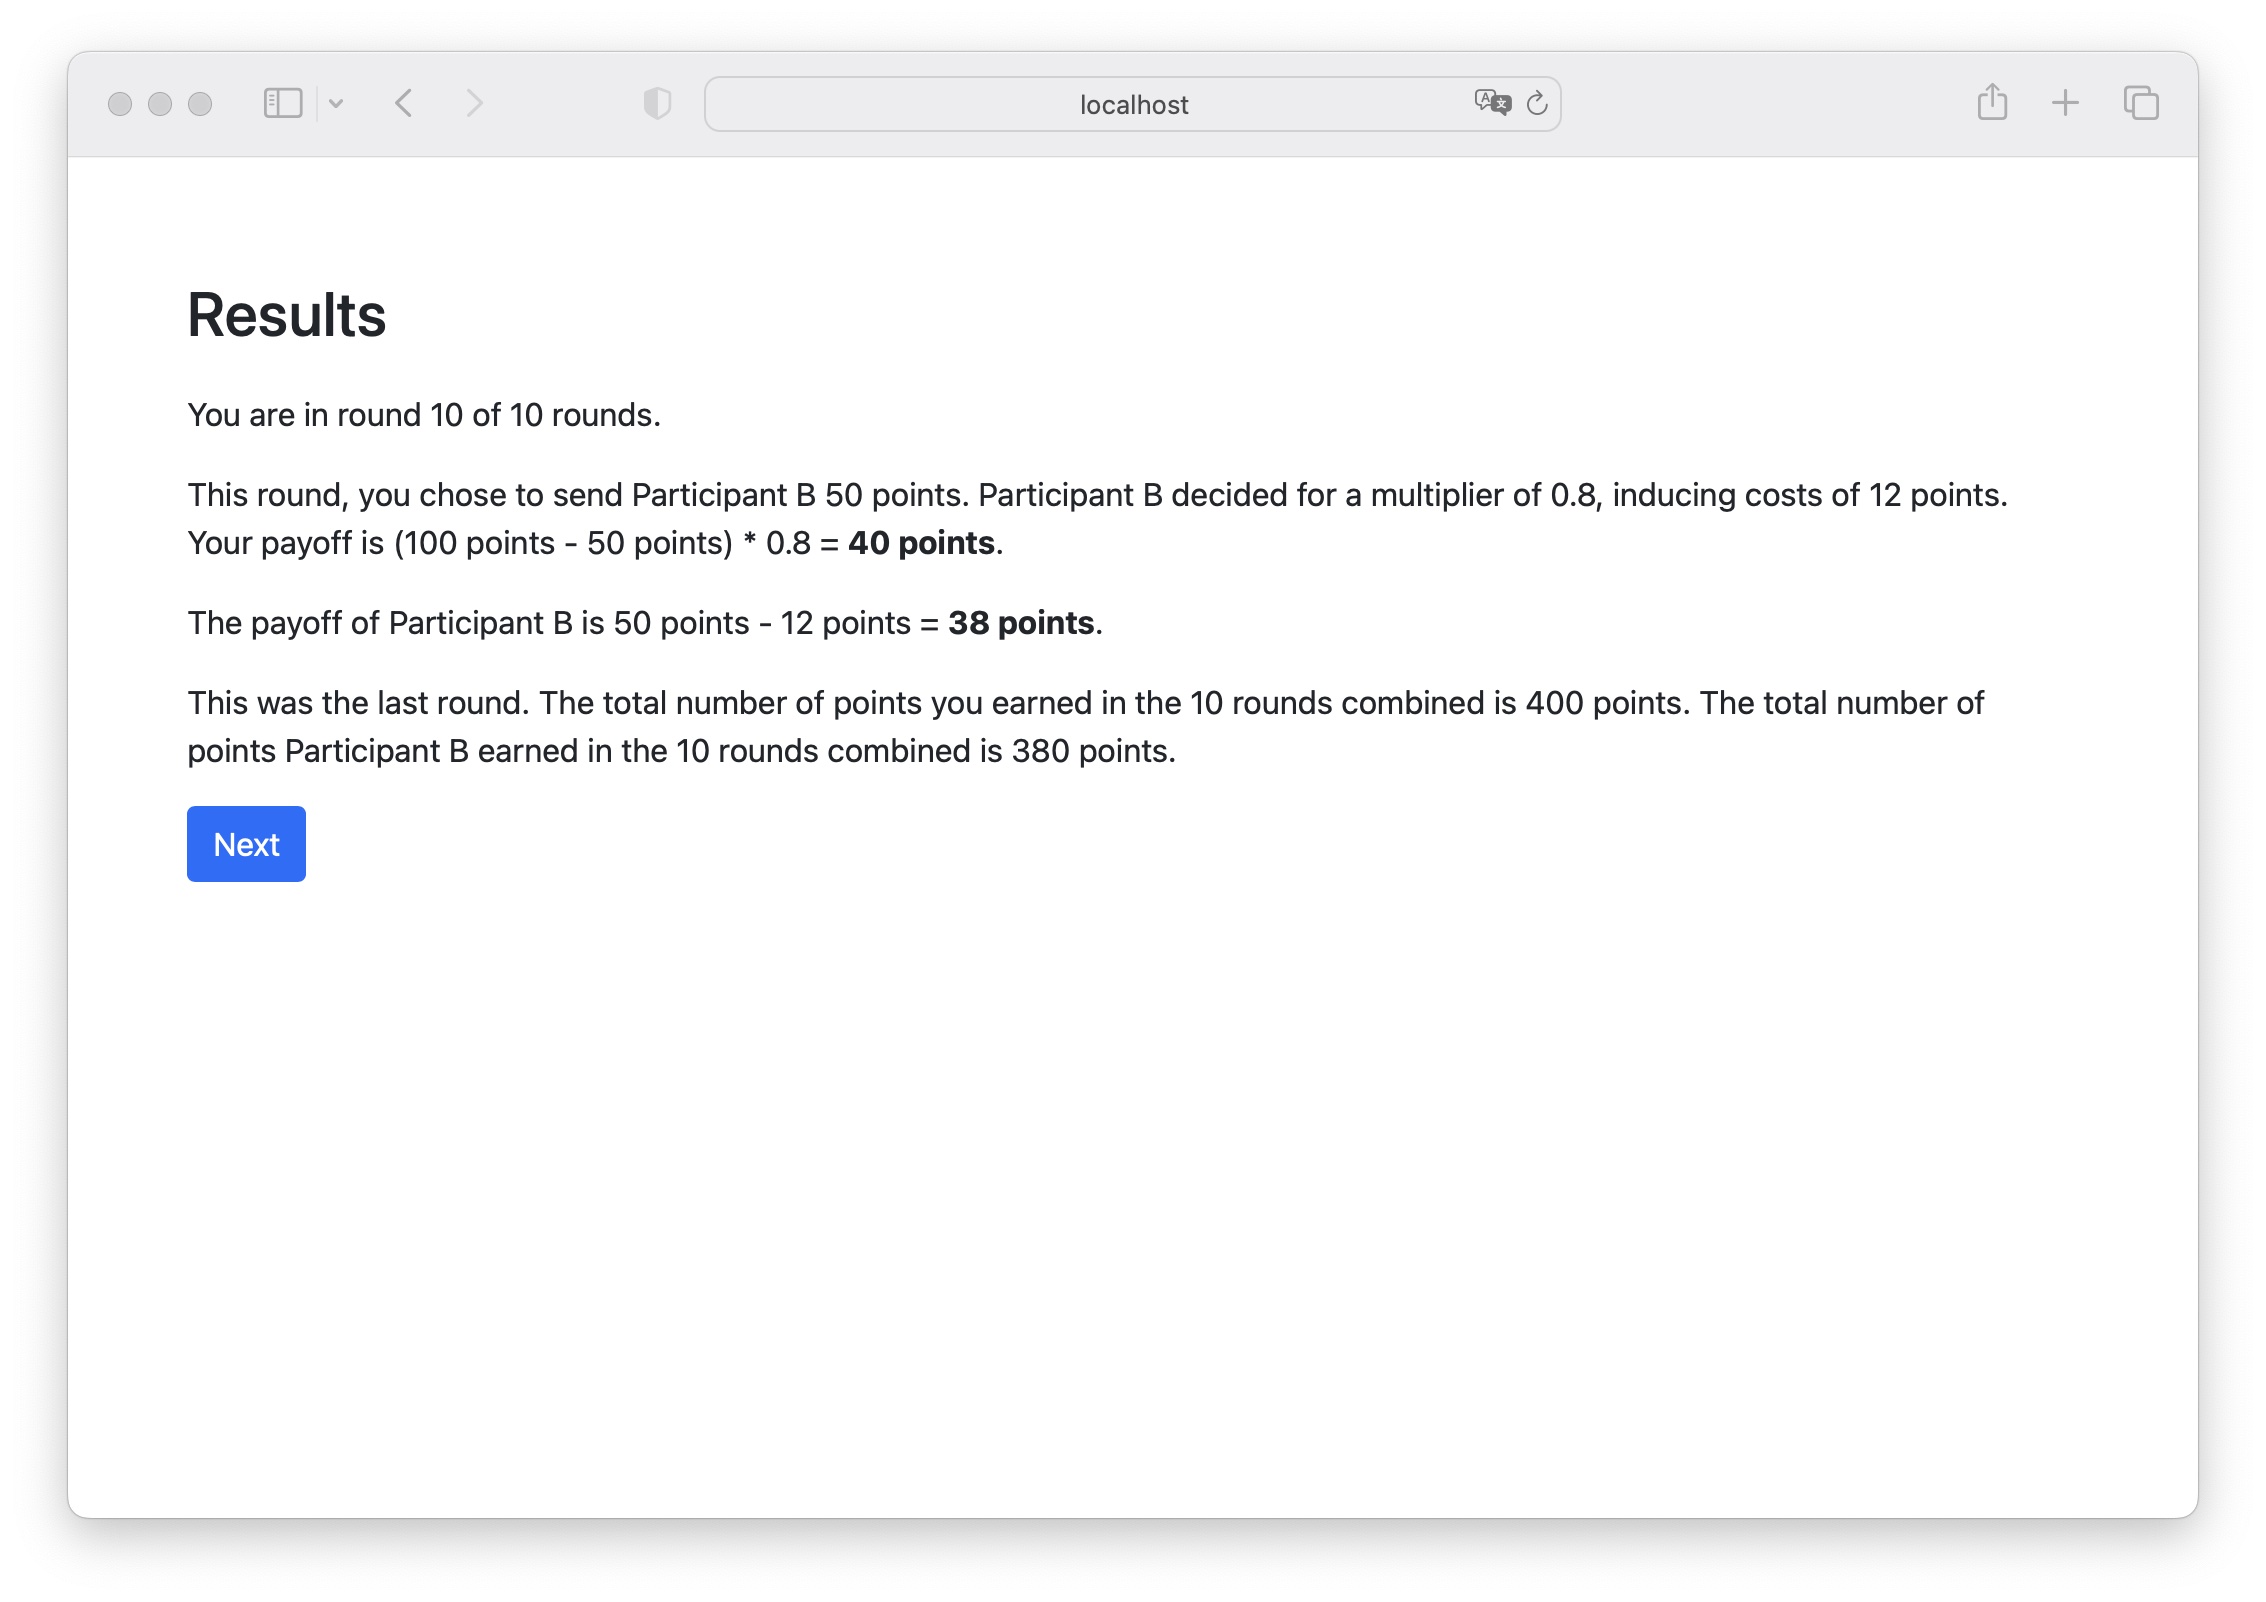 localhost
Results
You are in round 10 of 10 rounds.
This round, you chose to send Participant B 50 points. Participant B decided for a multiplier of 0.8, inducing costs of 12 points.
Your payoff is (100 points - 50 points) * 0.8 = 40 points.
The payoff of Participant B is 50 points - 12 points = 38 points.
This was the last round. The total number of points you earned in the 10 rounds combined is 400 points. The total number of
points Participant B earned in the 10 rounds combined is 380 points.
Next